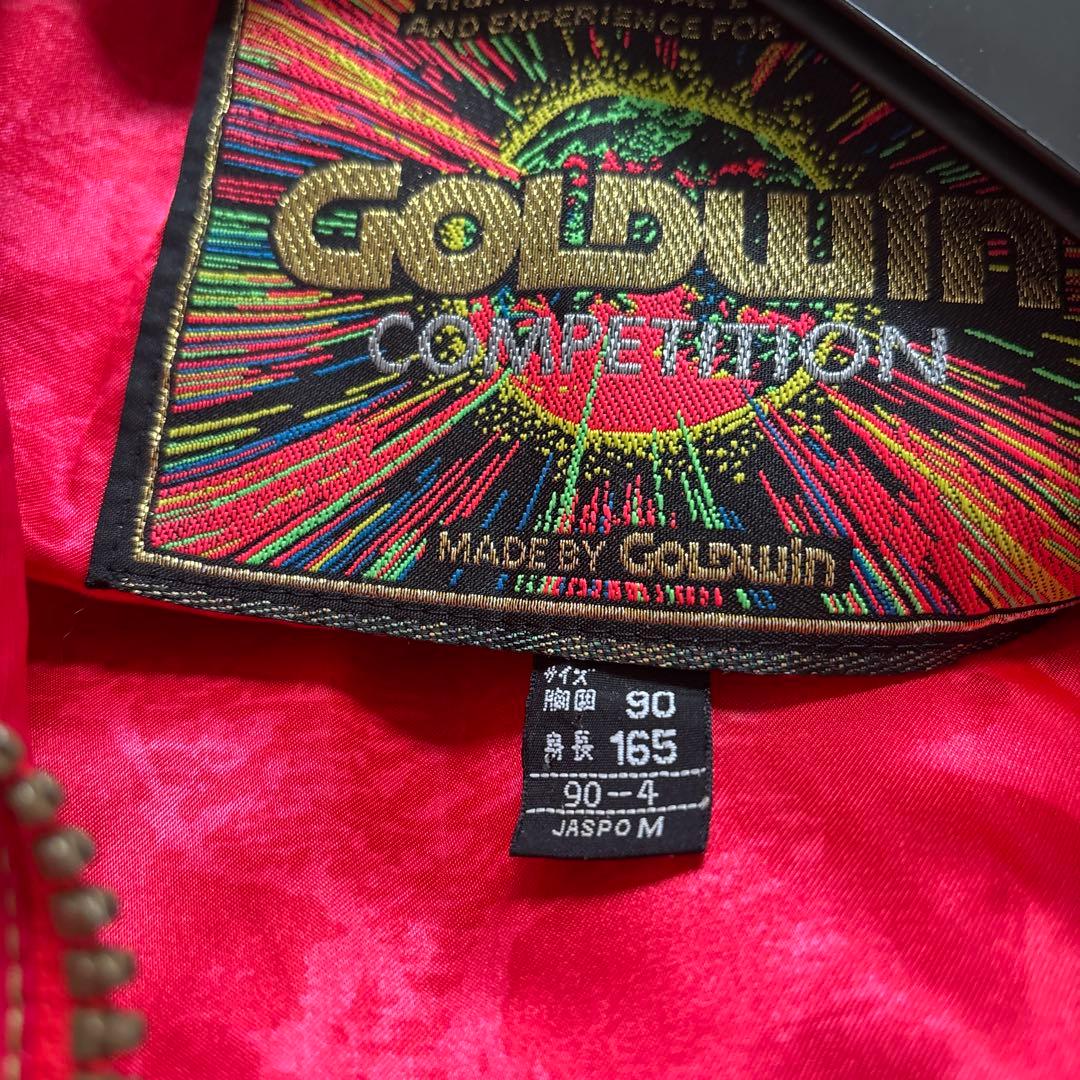 AND EXPERIENCE FOR
GOLDWin
COMPETITION
MADE BY GOLDWin
サイズ
胸囲 90
身長 165
90--4
JASPO M